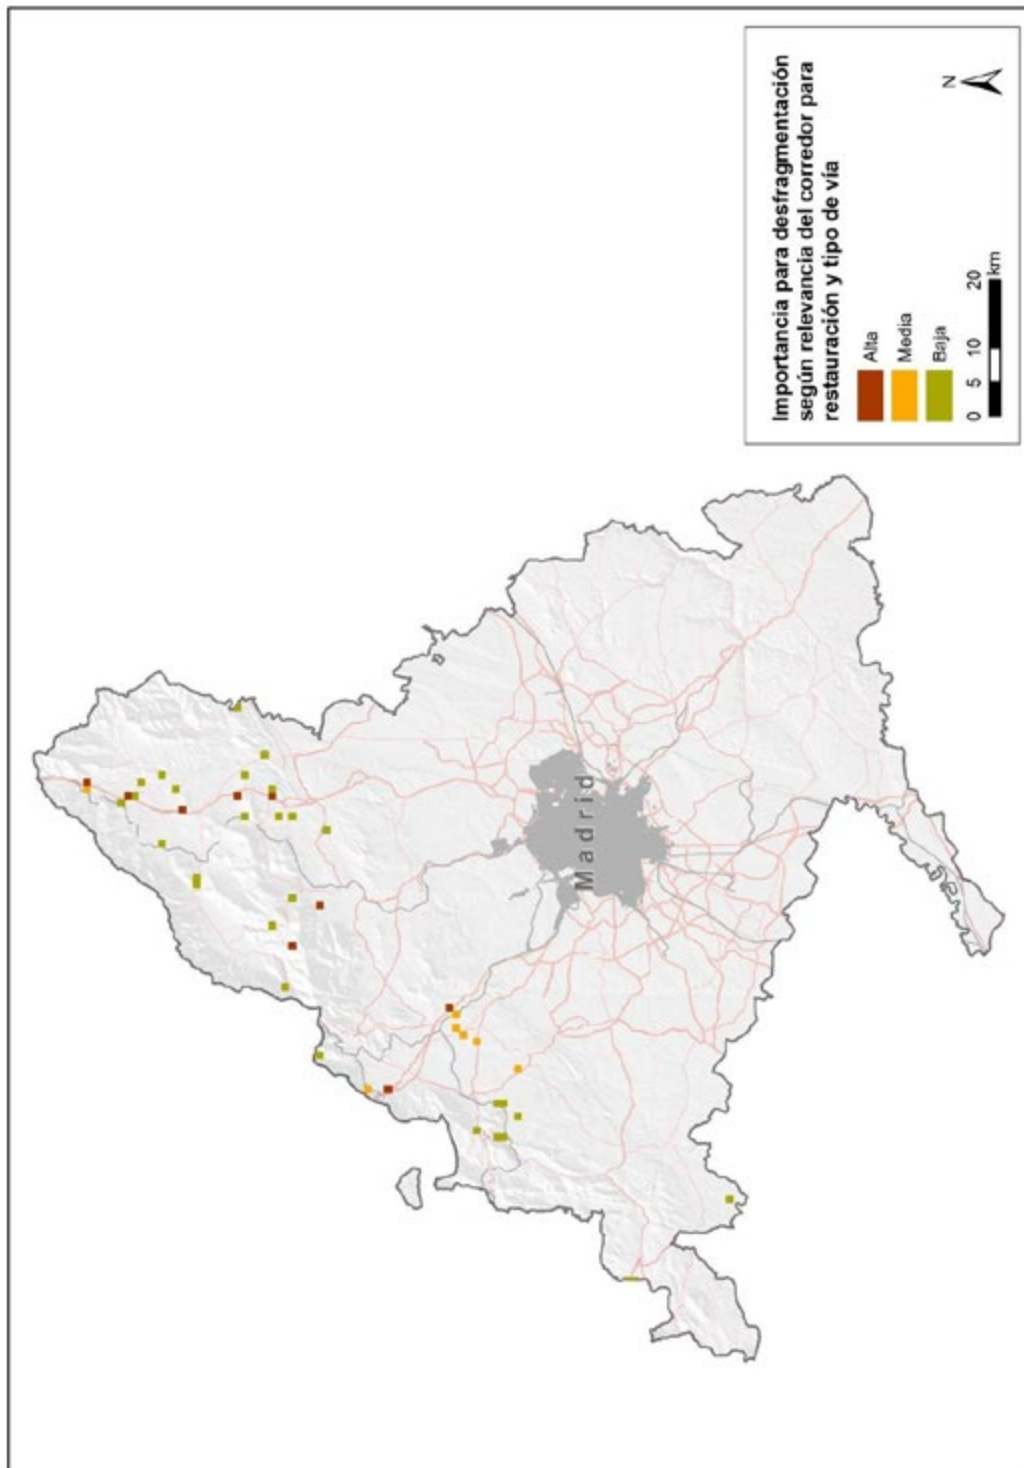 Madrid
Importancia para desfragmentación
según relevancia del corredor para
restauración y tipo de vía
Alta
Media
Baja
0 5 10 20
km
N